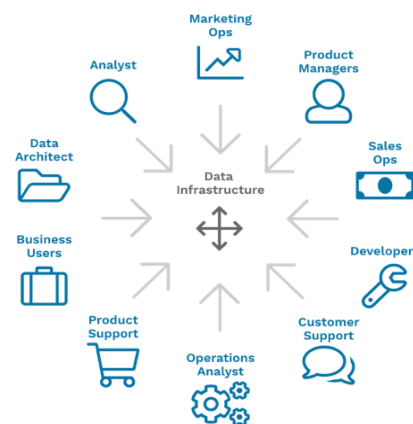 Marketing
Ops
Analyst
Product
Managers
Data
Architect
Data
Infrastructure
Sales
Ops
Business
Users
Developer
Product
Support
Customer
Support
Operations
Analyst